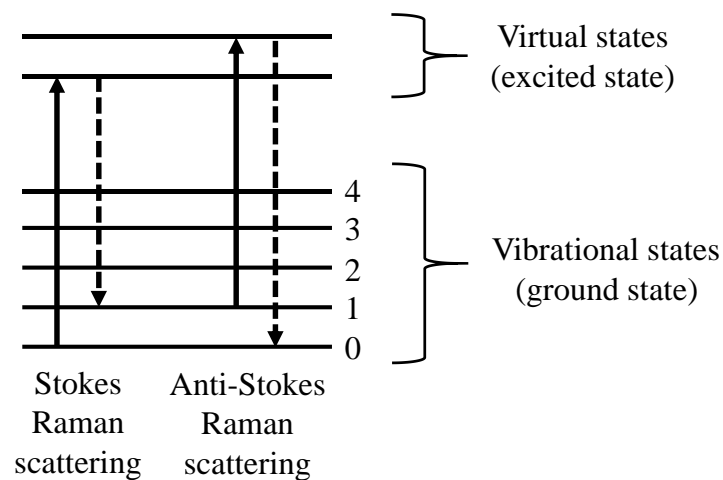 Virtual states
(excited state)
4
3
2
1
0
Vibrational states
(ground state)
Stokes
Raman
scattering
Anti-Stokes
Raman
scattering